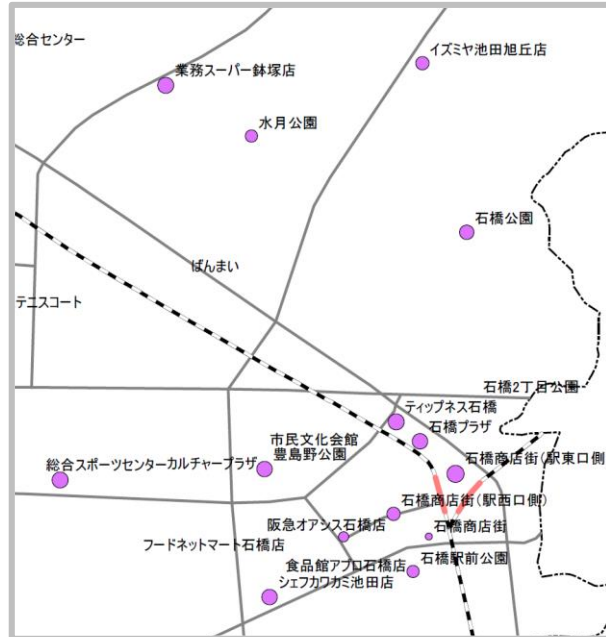 総合センター
イズミヤ池田旭丘店
業務スーパー鉢塚店
水月公園
石橋公園
ばんまい
テニスコート
石橋2丁目公園
ティップネス石橋
石橋プラザ
市民文化会館
豊島野公園
総合スポーツセンター
カルチャープラザ
石橋商店街(駅東口側)
石橋商店街(駅西口側)
阪急オアシス石橋店
石橋商店街
フードネットマート石橋店
石橋駅前公園
食品館アプロ石橋店
シェフカワカミ池田店